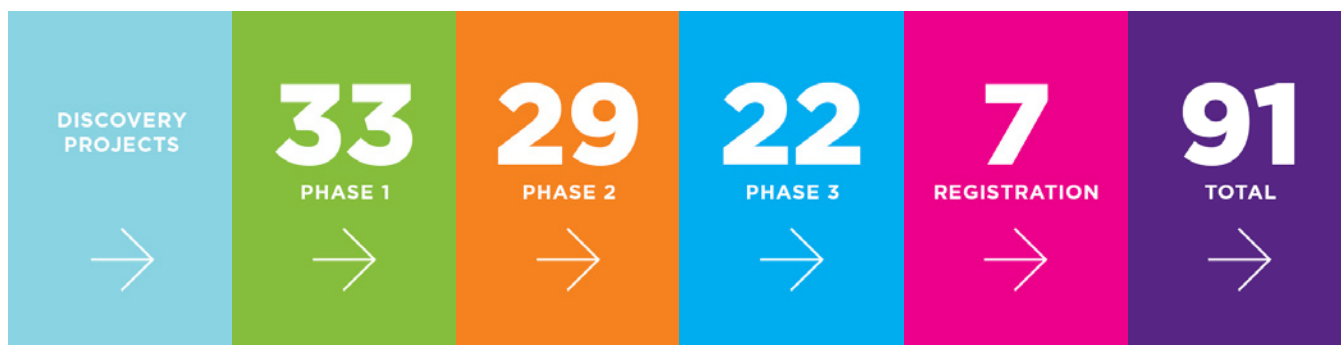 DISCOVERY
PROJECTS
33
PHASE 1
29
PHASE 2
22
PHASE 3
7
REGISTRATION
91
TOTAL